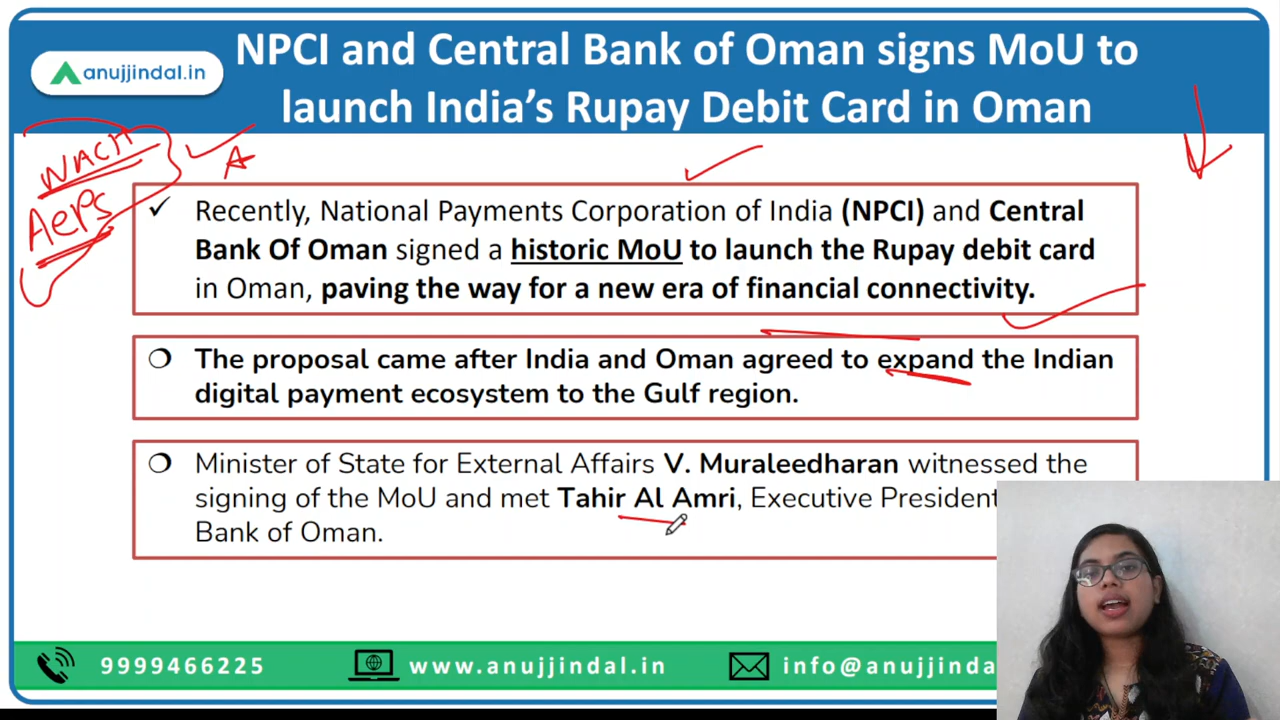 NPCI and Central Bank of Oman signs MoU to
launch India's Rupay Debit Card in Oman
anujjindal.in
NACH
AePS
A
✓ Recently, National Payments Corporation of India (NPCI) and Central
Bank Of Oman signed a historic MoU to launch the Rupay debit card
in Oman, paving the way for a new era of financial connectivity.
The proposal came after India and Oman agreed to expand the Indian
digital payment ecosystem to the Gulf region.
Minister of State for External Affairs V. Muraleedharan witnessed the
signing of the MoU and met Tahir Al Amri, Executive President
Bank of Oman.
9999466225
www.anujjindal.in
info@anujjinda